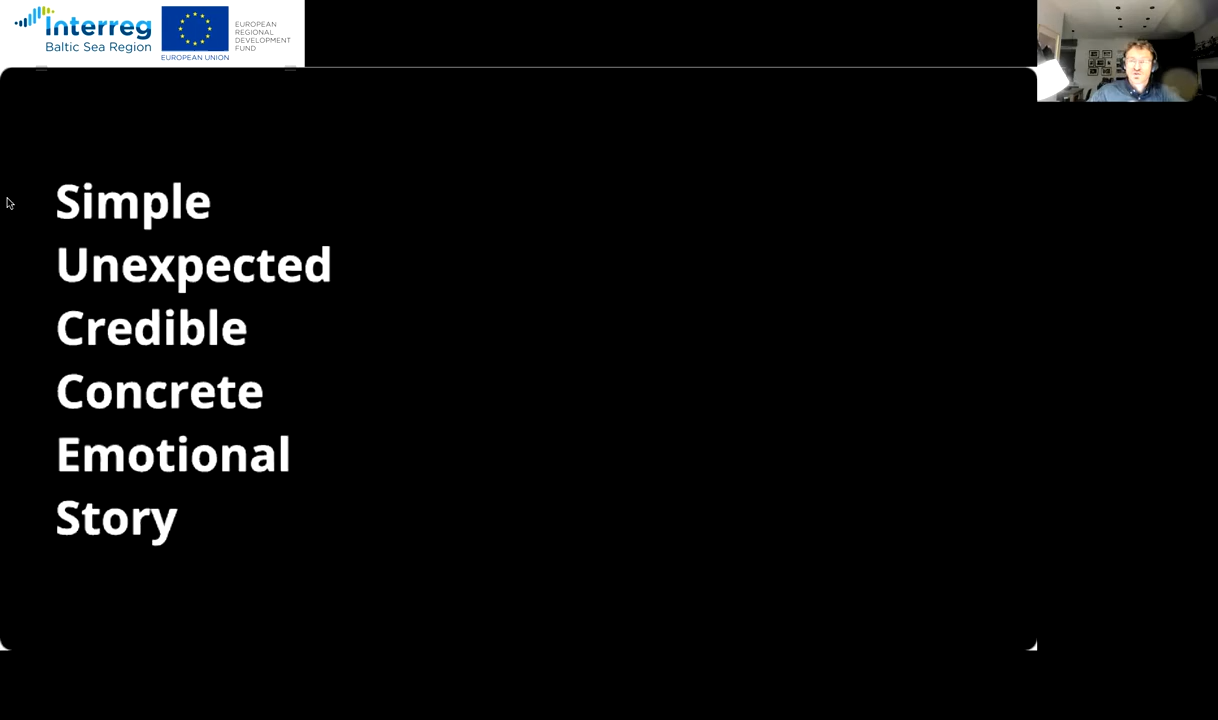 Interreg
Baltic Sea Region
EUROPEAN UNION
EUROPEAN
REGIONAL
DEVELOPMENT
FUND
Simple
Unexpected
Credible
Concrete
Emotional
Story